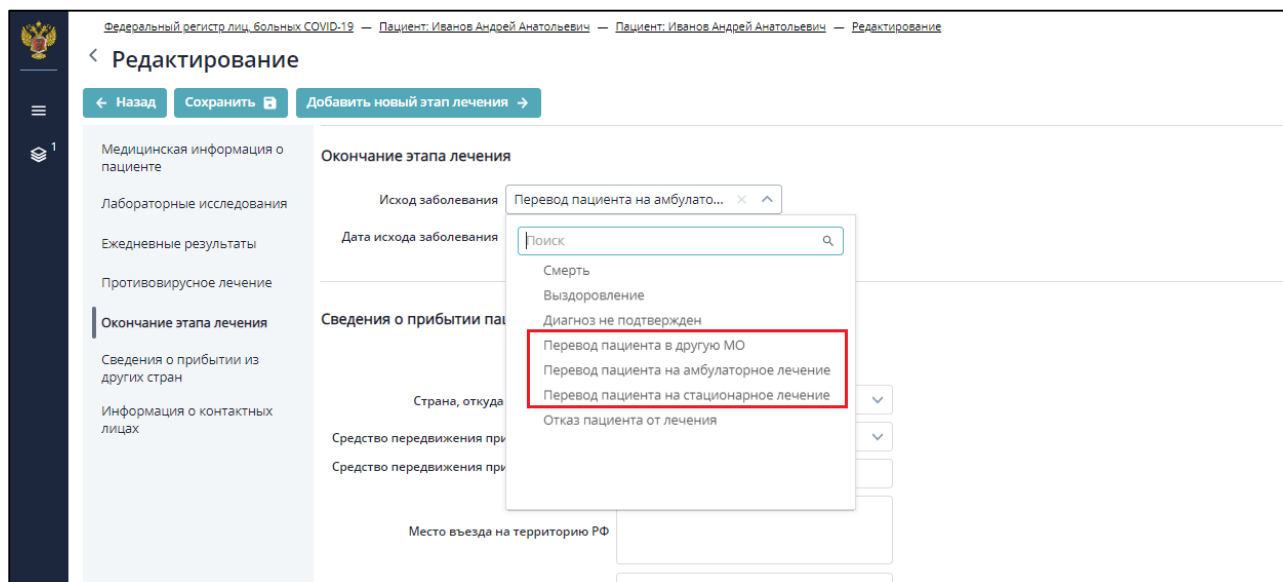 Федеральный регистр лиц, больных COVID-19 — Пациент: Иванов Андрей Анатольевич — Пациент: Иванов Андрей Анатольевич — Редактирование
Редактирование
← Назад Сохранить Добавить новый этап лечения →
1
Медицинская информация о
пациенте
Лабораторные исследования
Ежедневные результаты
Противовирусное лечение
Окончание этапа лечения
Сведения о прибытии из
других стран
Информация о контактных
лицах
Окончание этапа лечения
Исход заболевания Перевод пациента на амбулато...
Дата исхода заболевания
Поиск
Смерть
Выздоровление
Диагноз не подтвержден
Перевод пациента в другую МО
Перевод пациента на амбулаторное лечение
Перевод пациента на стационарное лечение
Отказ пациента от лечения
Сведения о прибытии
Страна, откуда
Средство передвижения
Средство передвижения
Место въезда на территорию РФ